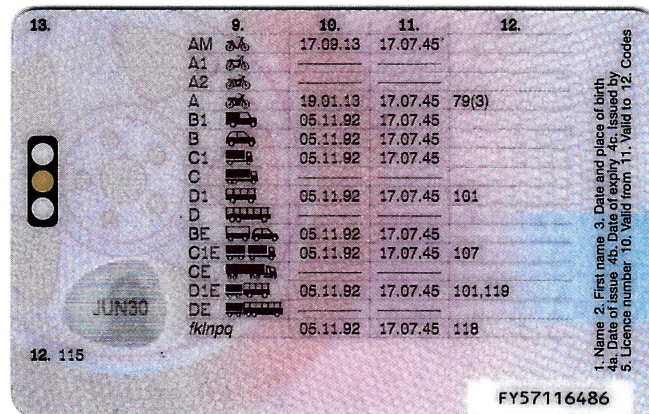 13. 9. 10. 11. 12.
AM 17.09.13 17.07.45
A1
A2
A 19.01.13 17.07.45 79(3)
B1 05.11.92 17.07.45
B 05.11.92 17.07.45
C1 05.11.92 17.07.45
C
D1 05.11.92 17.07.45 101
D
BE 05.11.92 17.07.45
C1E 05.11.92 17.07.45 107
CE
D1E 05.11.92 17.07.45 101,119
DE
fklnpq 05.11.92 17.07.45 118
JUN30
12. 115
1. Name 2. First name 3. Date and place of birth
4a. Date of issue 4b. Date of expiry 4c. Issued by
5. Licence number 10. Valid from 11. Valid to 12. Codes
FY57116486